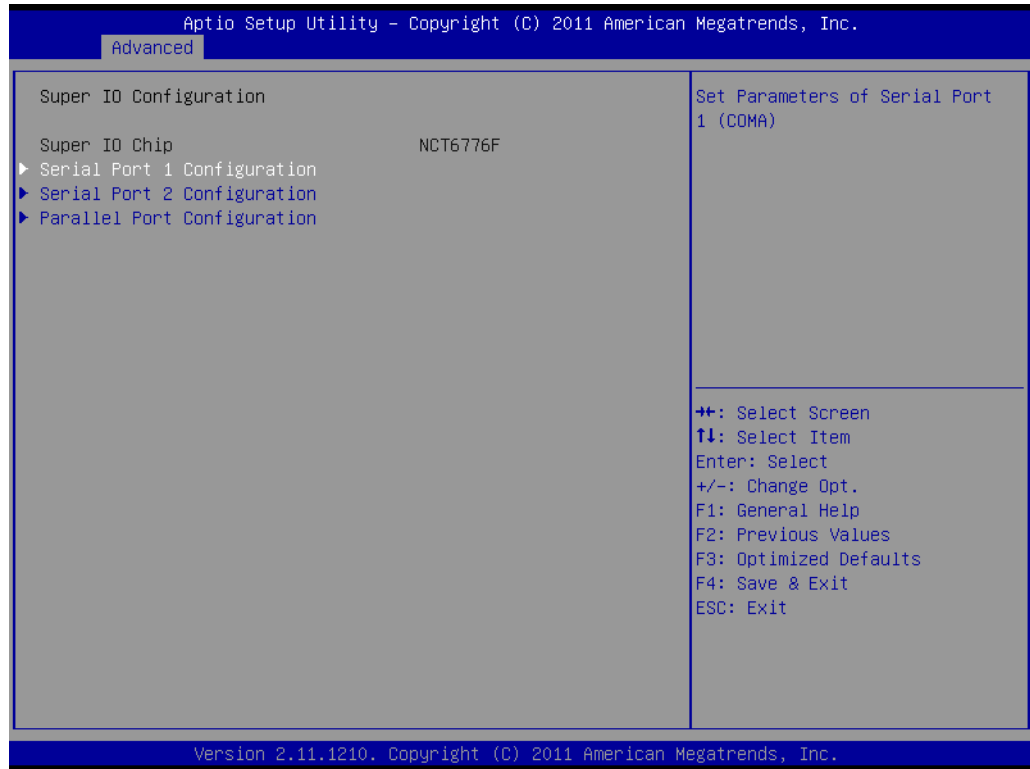 Aptio Setup Utility – Copyright (C) 2011 American Megatrends, Inc.
Advanced
Super IO Configuration
Super IO Chip NCT6776F
▶ Serial Port 1 Configuration
▶ Serial Port 2 Configuration
▶ Parallel Port Configuration
Set Parameters of Serial Port
1 (COMA)
→←: Select Screen
↑↓: Select Item
Enter: Select
+/-: Change Opt.
F1: General Help
F2: Previous Values
F3: Optimized Defaults
F4: Save & Exit
ESC: Exit
Version 2.11.1210. Copyright (C) 2011 American Megatrends, Inc.